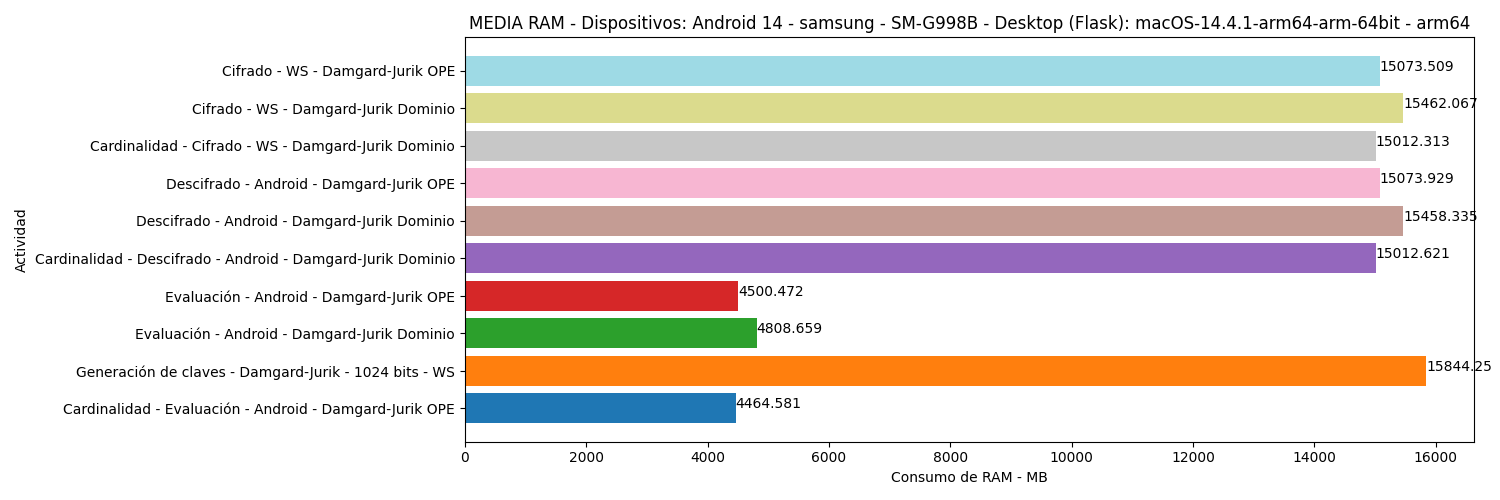 MEDIA RAM - Dispositivos: Android 14 - samsung - SM-G998B - Desktop (Flask): macOS-14.4.1-arm64-arm-64bit - arm64
Cifrado - WS - Damgard-Jurik OPE 15073.509
Cifrado - WS - Damgard-Jurik Dominio 15462.067
Cardinalidad - Cifrado - WS - Damgard-Jurik Dominio 15012.313
Descifrado - Android - Damgard-Jurik OPE 15073.929
Descifrado - Android - Damgard-Jurik Dominio 15458.335
Cardinalidad - Descifrado - Android - Damgard-Jurik Dominio 15012.621
Evaluación - Android - Damgard-Jurik OPE 4500.472
Evaluación - Android - Damgard-Jurik Dominio 4808.659
Generación de claves - Damgard-Jurik - 1024 bits - WS 15844.25
Cardinalidad - Evaluación - Android - Damgard-Jurik OPE 4464.581
Actividad
0 2000 4000 6000 8000 10000 12000 14000 16000
Consumo de RAM - MB